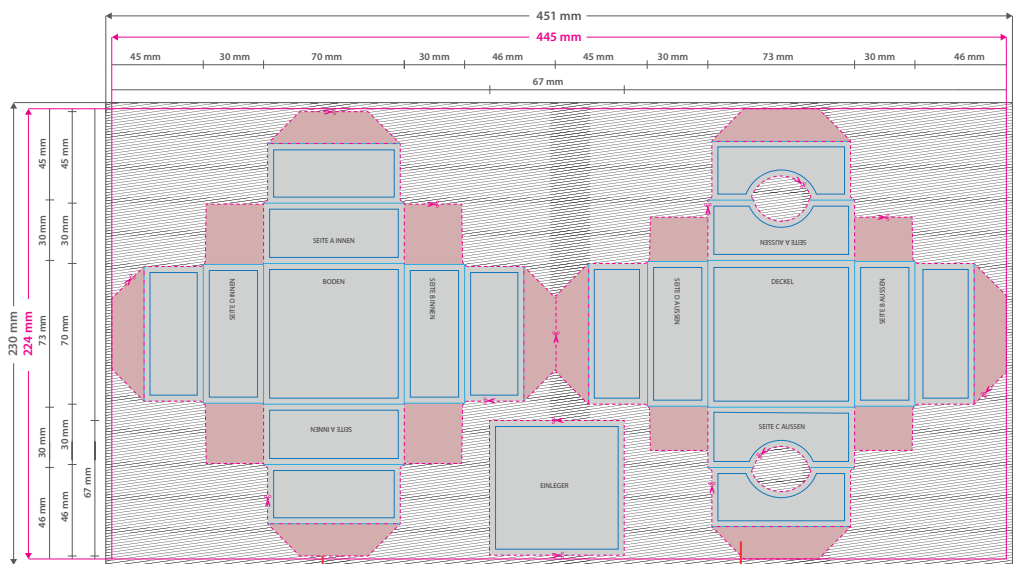 451 mm
445 mm
45 mm
30 mm
70 mm
30 mm
46 mm
45 mm
30 mm
73 mm
30 mm
46 mm
67 mm
230 mm
224 mm
45 mm
30 mm
73 mm
30 mm
46 mm
45 mm
30 mm
70 mm
30 mm
46 mm
67 mm
SEITE A INNEN
SEITE D INNEN
BODEN
SEITE B INNEN
SEITE A INNEN
EINLEGER
SEITE A AUSSEN
SEITE D AUSSEN
DECKEL
SEITE B AUSSEN
SEITE C AUSSEN